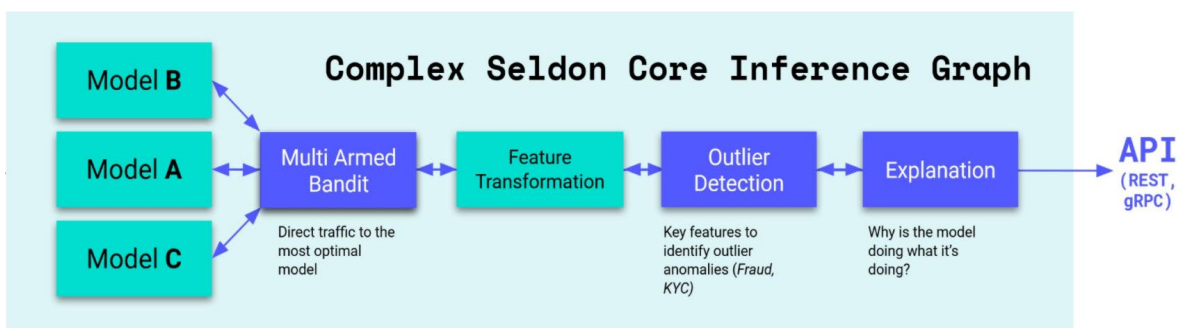 Complex Seldon Core Inference Graph
Model B
Model A
Model C
Multi Armed
Bandit
Direct traffic to the
most optimal
model
Feature
Transformation
Outlier
Detection
Key features to
identify outlier
anomalies (Fraud,
KYC)
Explanation
Why is the model
doing what it's
doing?
API
(REST,
gRPC)